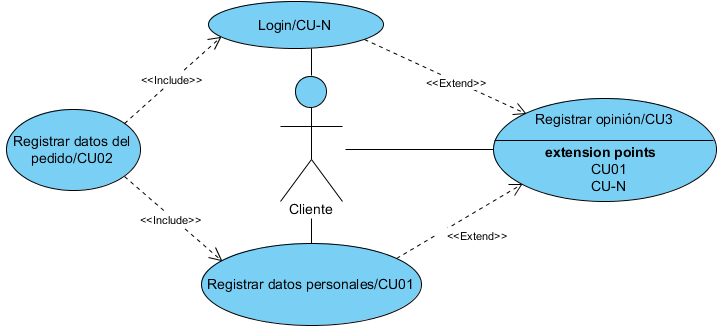 Login/CU-N
<<Include>>
<<Extend>>
Registrar datos del
pedido/CU02
Registrar opinión/CU3
extension points
CU01
CU-N
Cliente
<<Include>>
<<Extend>>
Registrar datos personales/CU01